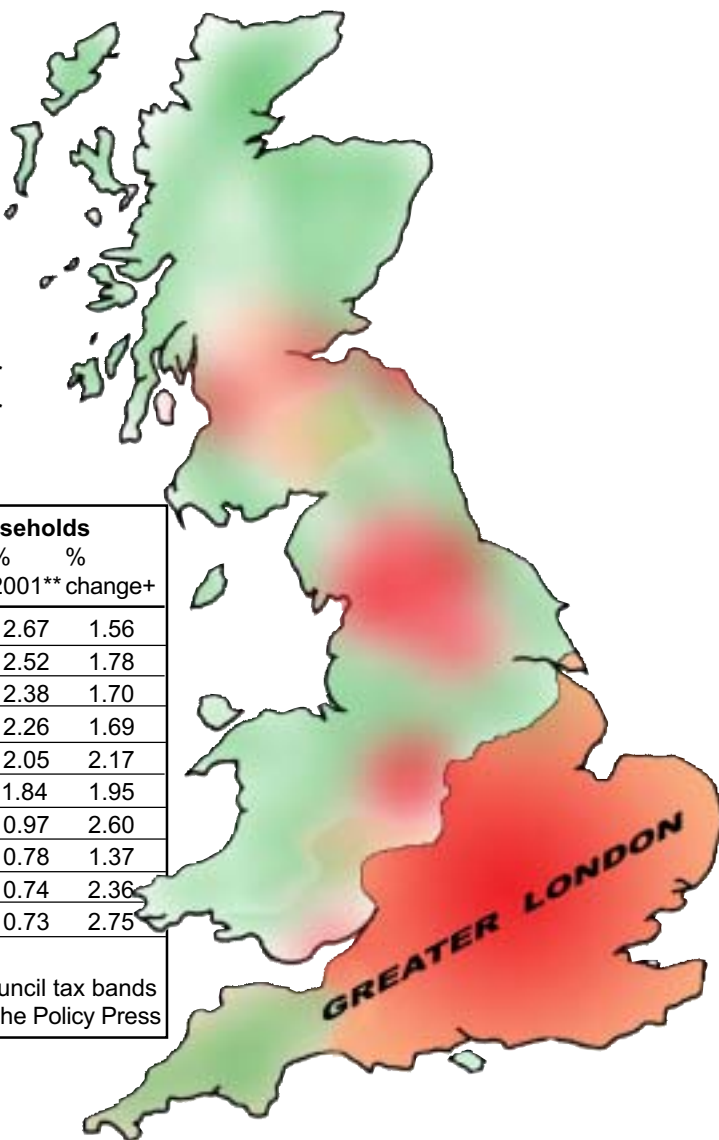 seholds
% %
2001** change+
2.67 1.56
2.52 1.78
2.38 1.70
2.26 1.69
2.05 2.17
1.84 1.95
0.97 2.60
0.78 1.37
0.74 2.36
0.73 2.75
uncil tax bands
he Policy Press
GREATER LONDON